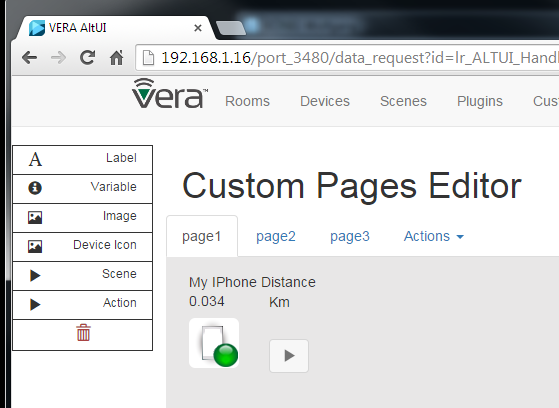 VERA AltUI
192.168.1.16/port_3480/data_request?id=lr_ALTUI_Handl
Vera™
Rooms Devices Scenes Plugins Cus
A Label
Variable
Image
Device Icon
Scene
Action
Custom Pages Editor
page1 page2 page3 Actions
My IPhone Distance
0.034 Km